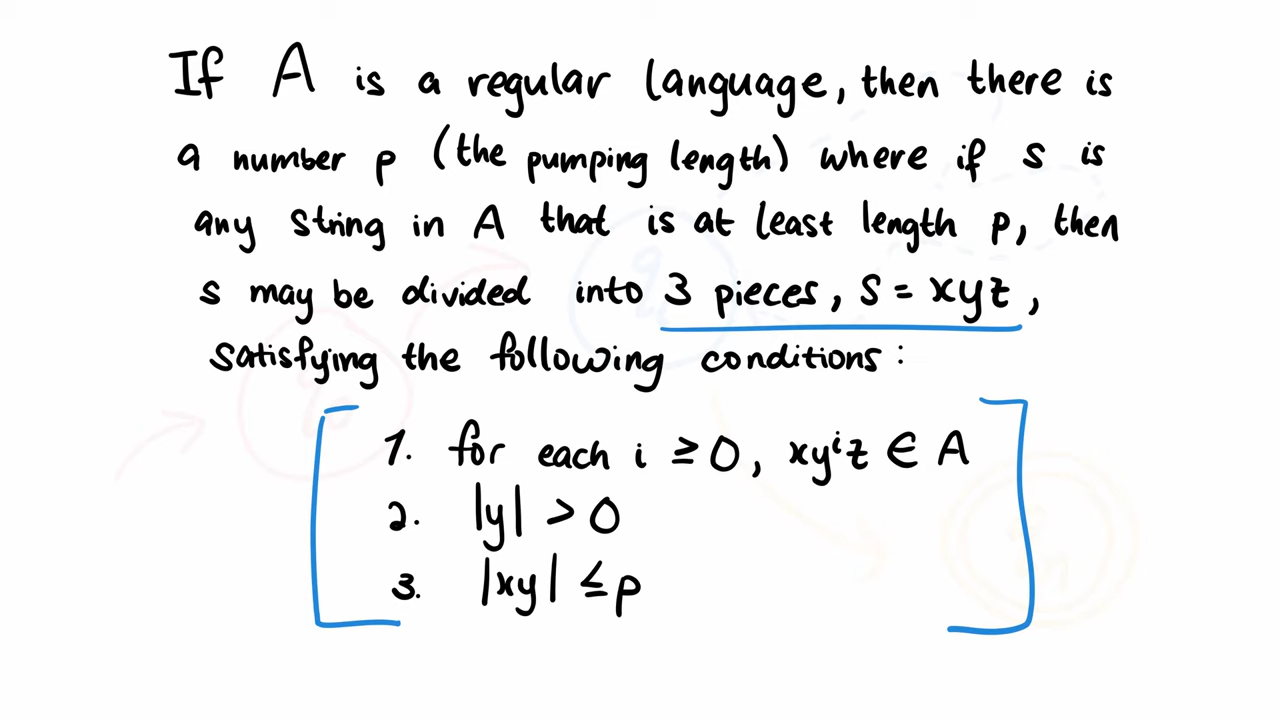 If A is a regular language, then there is
a number p (the pumping length) where if s is
any string in A that is at least length p, then
s may be divided into 3 pieces, s = xyz,
satisfying the following conditions:
1. for each i ≥ 0, xyⁱz ∈ A
2. |y| > 0
3. |xy| ≤ p